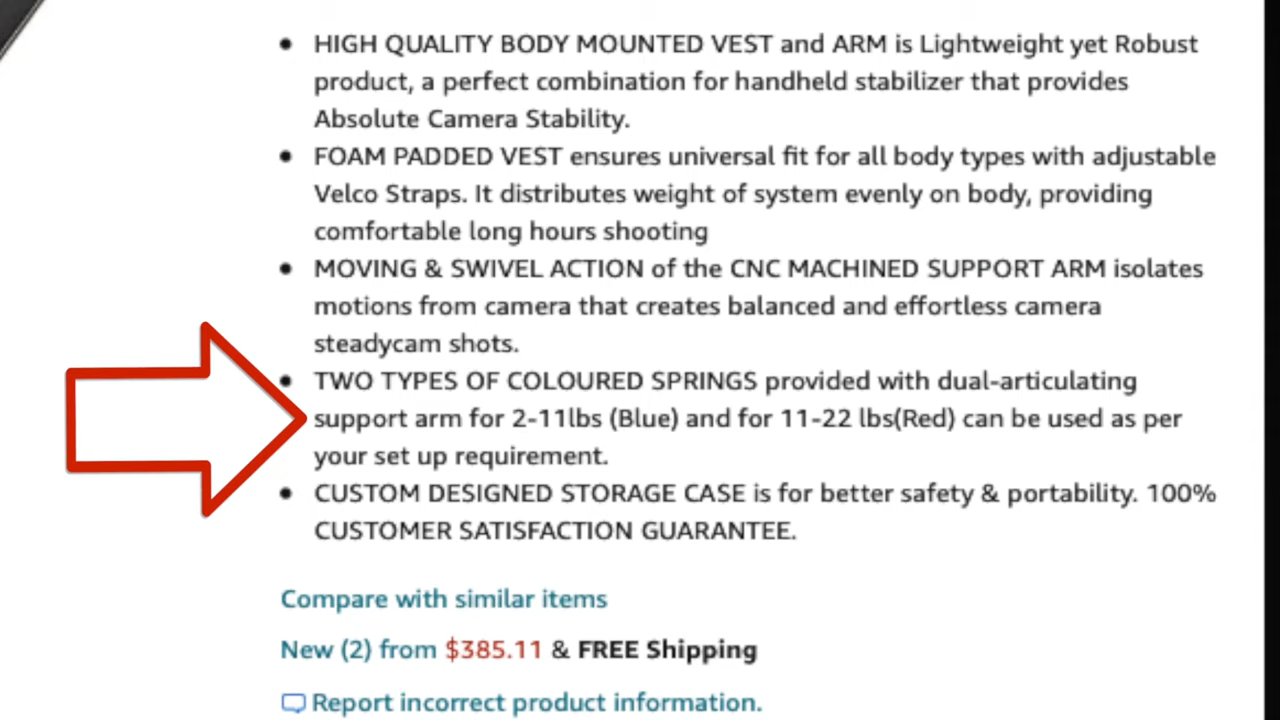 HIGH QUALITY BODY MOUNTED VEST and ARM is Lightweight yet Robust
product, a perfect combination for handheld stabilizer that provides
Absolute Camera Stability.
FOAM PADDED VEST ensures universal fit for all body types with adjustable
Velco Straps. It distributes weight of system evenly on body, providing
comfortable long hours shooting
MOVING & SWIVEL ACTION of the CNC MACHINED SUPPORT ARM isolates
motions from camera that creates balanced and effortless camera
steadycam shots.
TWO TYPES OF COLOURED SPRINGS provided with dual-articulating
support arm for 2-11lbs (Blue) and for 11-22 lbs(Red) can be used as per
your set up requirement.
CUSTOM DESIGNED STORAGE CASE is for better safety & portability. 100%
CUSTOMER SATISFACTION GUARANTEE.
Compare with similar items
New (2) from $385.11 & FREE Shipping
Report incorrect product information.